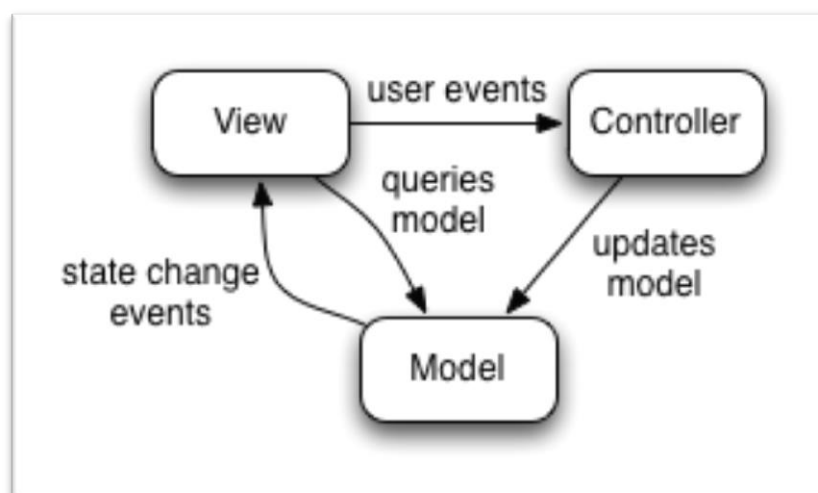 user events
View
Controller
queries
model
updates
model
state change
events
Model